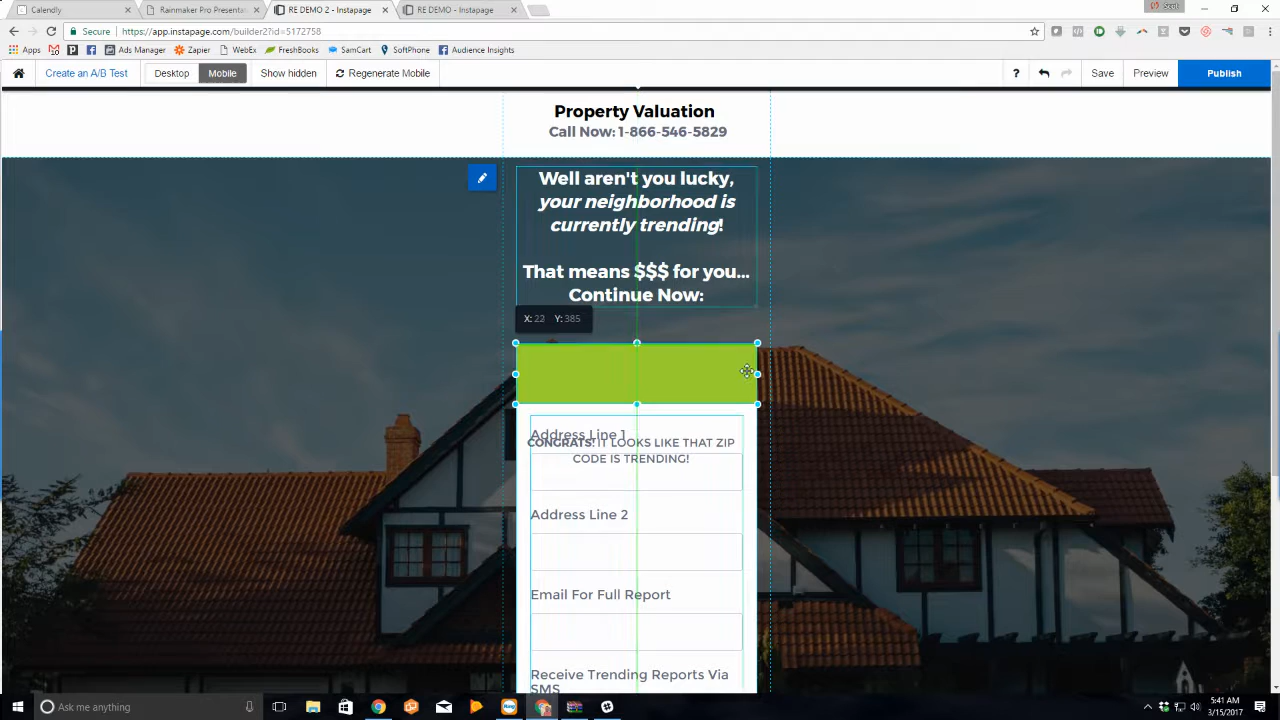 Calendly
Rainmaker Pro Presenta
RE DEMO 2 - Instapage
RE DEMO - Instapage
Secure
https://app.instapage.com/builder2?id=5172758
Apps
Ads Manager
Zapier
WebEx
FreshBooks
SamCart
SoftPhone
Audience Insights
Create an A/B Test
Desktop
Mobile
Show hidden
Regenerate Mobile
?
Save
Preview
Publish
Property Valuation
Call Now: 1-866-546-5829
Well aren't you lucky,
your neighborhood is
currently trending!
That means $$$ for you...
Continue Now:
X: 22 Y: 385
Address Line 1
CONGRATS! IT LOOKS LIKE THAT ZIP
CODE IS TRENDING!
Address Line 2
Email For Full Report
Receive Trending Reports Via
SMS
Ask me anything
5:41 AM
3/15/2017